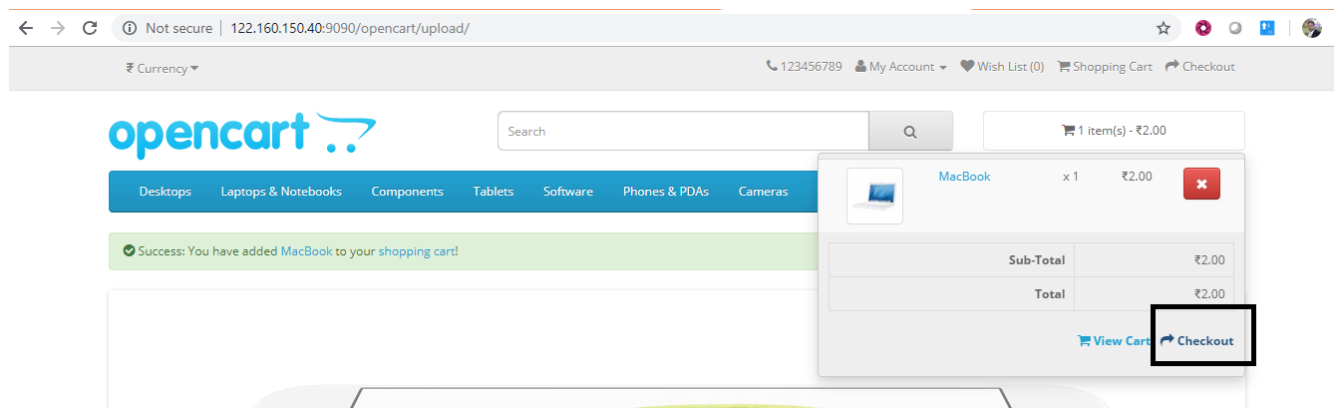 Not secure | 122.160.150.40:9090/opencart/upload/
₹ Currency 123456789 My Account Wish List (0) Shopping Cart Checkout
opencart Search 1 item(s) - ₹2.00
Desktops Laptops & Notebooks Components Tablets Software Phones & PDAs Cameras
MacBook x 1 ₹2.00
Success: You have added MacBook to your shopping cart!
Sub-Total ₹2.00
Total ₹2.00
View Cart Checkout